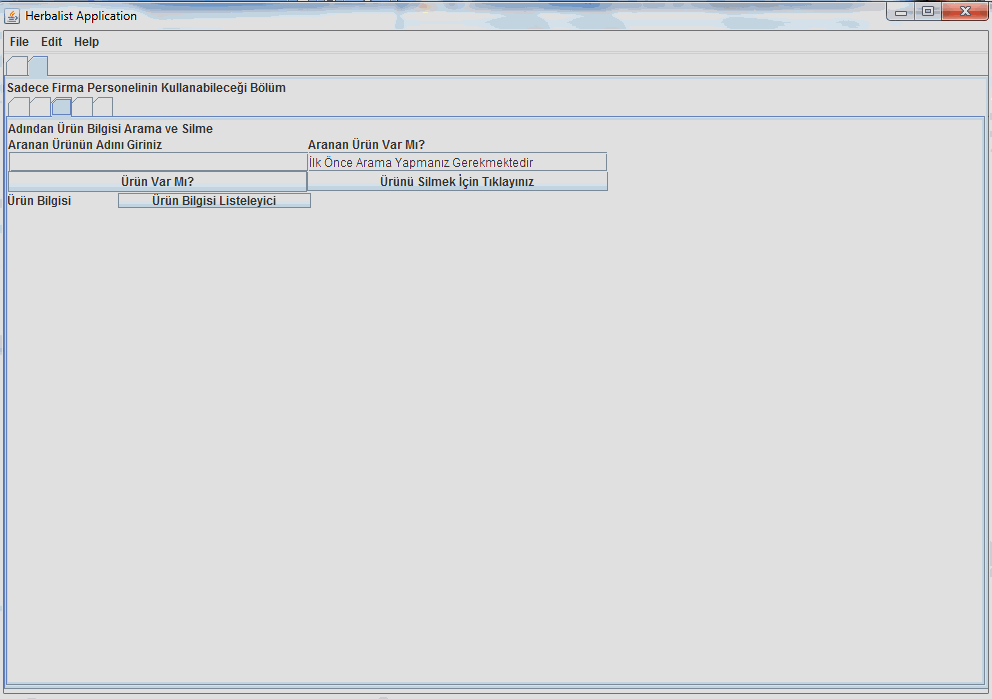 Herbalist Application
File Edit Help
Sadece Firma Personelinin Kullanabileceği Bölüm
Adından Ürün Bilgisi Arama ve Silme
Aranan Ürünün Adını Giriniz Aranan Ürün Var Mı?
İlk Önce Arama Yapmanız Gerekmektedir
Ürün Var Mı? Ürünü Silmek İçin Tıklayınız
Ürün Bilgisi Ürün Bilgisi Listeleyici